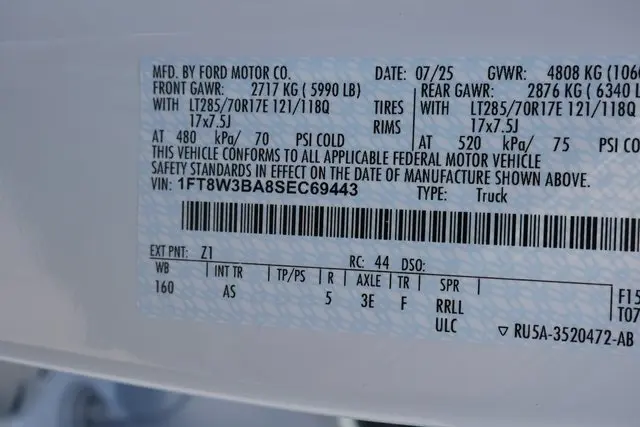 MFD. BY FORD MOTOR CO. DATE: 07/25 GVWR: 4808 KG (1060
FRONT GAWR: 2717 KG ( 5990 LB) REAR GAWR: 2876 KG ( 6340 L
WITH LT285/70R17E 121/118Q TIRES WITH LT285/70R17E 121/118Q
17x7.5J RIMS 17x7.5J
AT 480 kPa/ 70 PSI COLD AT 520 kPa/ 75 PSI CO
THIS VEHICLE CONFORMS TO ALL APPLICABLE FEDERAL MOTOR VEHICLE
SAFETY STANDARDS IN EFFECT ON THE DATE OF MANUFACTURE SHOWN ABOVE.
VIN: 1FT8W3BA8SEC69443 TYPE: Truck
EXT PNT: Z1 RC: 44 DSO:
WB INT TR TP/PS R AXLE TR SPR
160 AS 5 3E F RRLL
ULC
F15
T07
▽ RU5A-3520472-AB